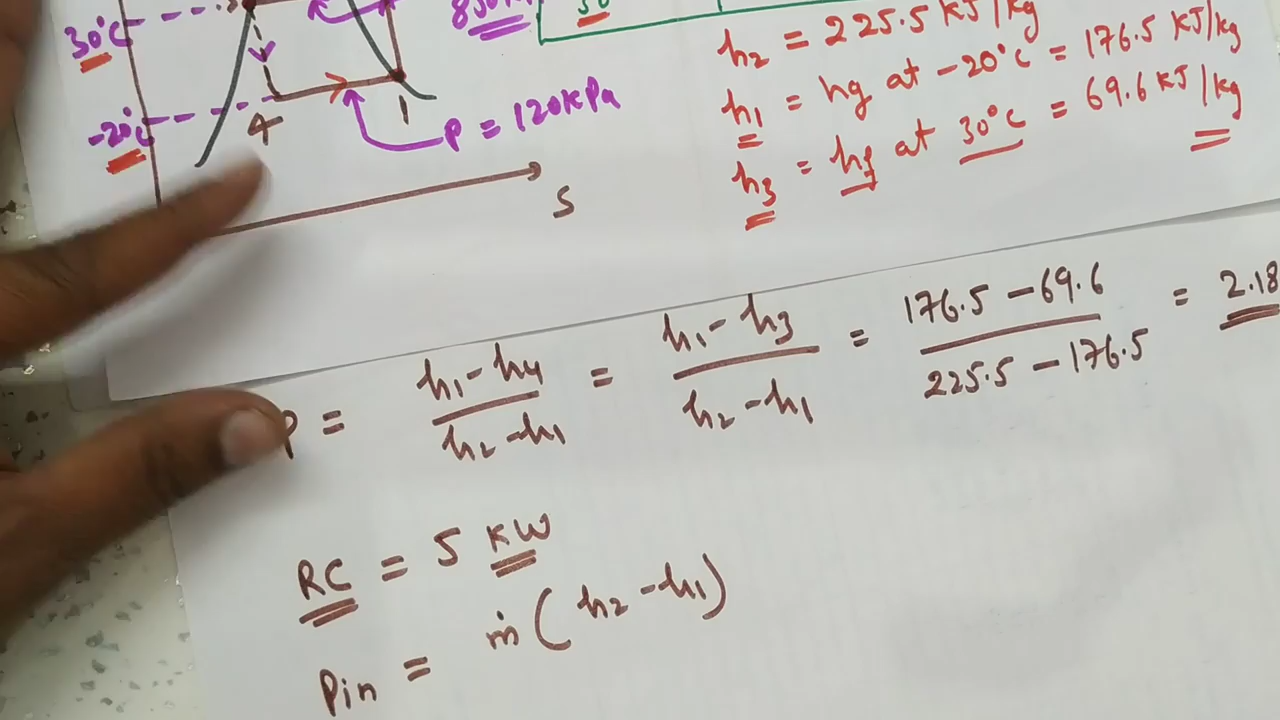 30°C
850
30
h2 = 225.5 KJ/kg
h1 = hg at -20°C = 176.5 KJ/kg
h3 = hf at 30°C = 69.6 KJ/kg
-20°C
4
1
P = 120KPa
S
P = h1-h4 / h2-h1 = h1-h3 / h2-h1 = 176.5-69.6 / 225.5-176.5 = 2.18
RC = 5 KW
Pin = ṁ(h2-h1)